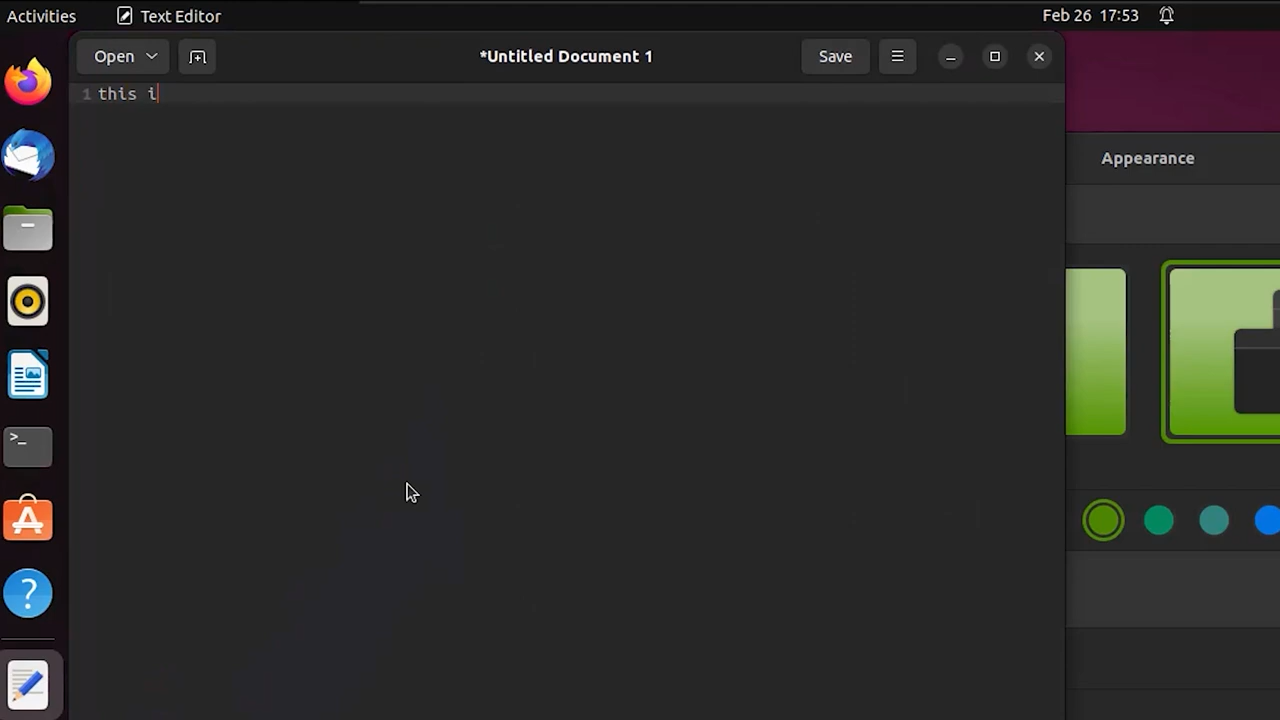 Activities
Text Editor
Feb 26 17:53
Open
*Untitled Document 1
Save
1 this i
Appearance
>_
?